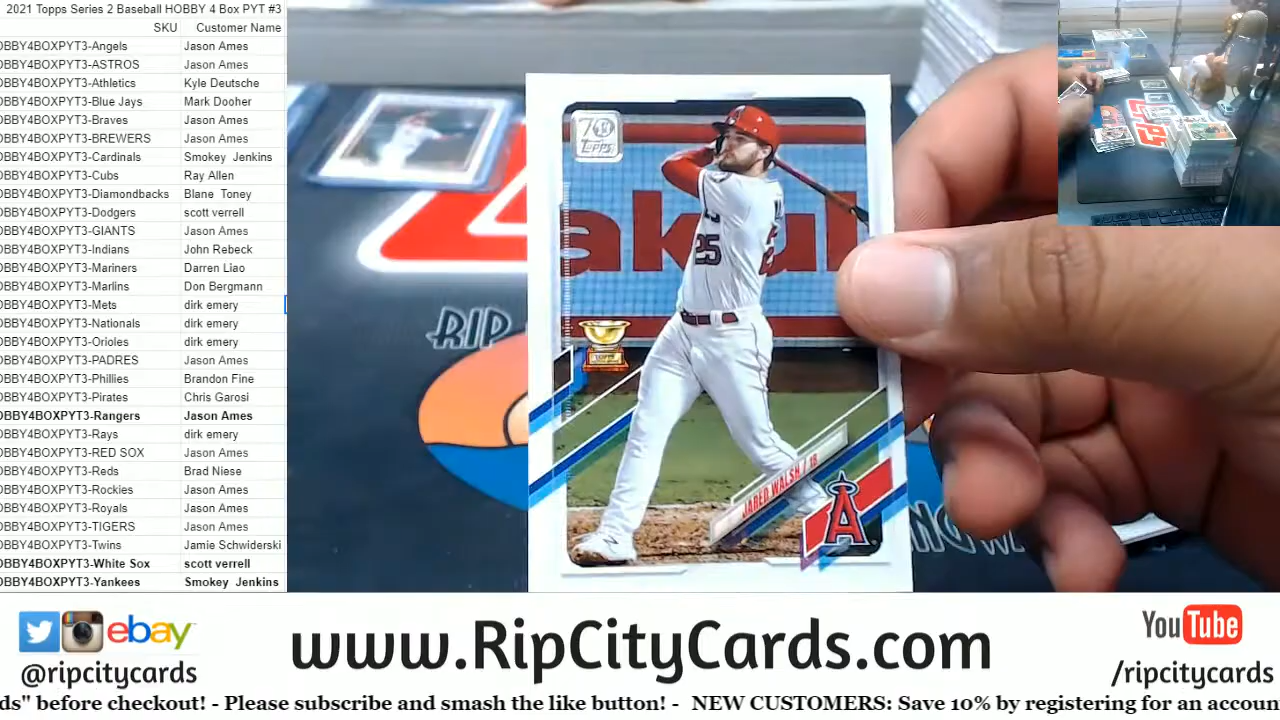 2021 Topps Series 2 Baseball HOBBY 4 Box PYT #3
SKU Customer Name
OBBY4BOXPYT3-Angels Jason Ames
OBBY4BOXPYT3-ASTROS Jason Ames
OBBY4BOXPYT3-Athletics Kyle Deutsche
OBBY4BOXPYT3-Blue Jays Mark Dooher
OBBY4BOXPYT3-Braves Jason Ames
OBBY4BOXPYT3-BREWERS Jason Ames
OBBY4BOXPYT3-Cardinals Smokey Jenkins
OBBY4BOXPYT3-Cubs Ray Allen
OBBY4BOXPYT3-Diamondbacks Blane Toney
OBBY4BOXPYT3-Dodgers scott verrell
OBBY4BOXPYT3-GIANTS Jason Ames
OBBY4BOXPYT3-Indians John Rebeck
OBBY4BOXPYT3-Mariners Darren Liao
OBBY4BOXPYT3-Marlins Don Bergmann
OBBY4BOXPYT3-Mets dirk emery
OBBY4BOXPYT3-Nationals dirk emery
OBBY4BOXPYT3-Orioles dirk emery
OBBY4BOXPYT3-PADRES Jason Ames
OBBY4BOXPYT3-Phillies Brandon Fine
OBBY4BOXPYT3-Pirates Chris Garosi
OBBY4BOXPYT3-Rangers Jason Ames
OBBY4BOXPYT3-Rays dirk emery
OBBY4BOXPYT3-RED SOX Jason Ames
OBBY4BOXPYT3-Reds Brad Niese
OBBY4BOXPYT3-Rockies Jason Ames
OBBY4BOXPYT3-Royals Jason Ames
OBBY4BOXPYT3-TIGERS Jason Ames
OBBY4BOXPYT3-Twins Jamie Schwiderski
OBBY4BOXPYT3-White Sox scott verrell
OBBY4BOXPYT3-Yankees Smokey Jenkins
70
TOPPS
akul
25
RIP
JARED WALSH / 1B
A
ebay
@ripcitycards
www.RipCityCards.com
YouTube
/ripcitycards
ds" before checkout! - Please subscribe and smash the like button! - NEW CUSTOMERS: Save 10% by registering for an accoun